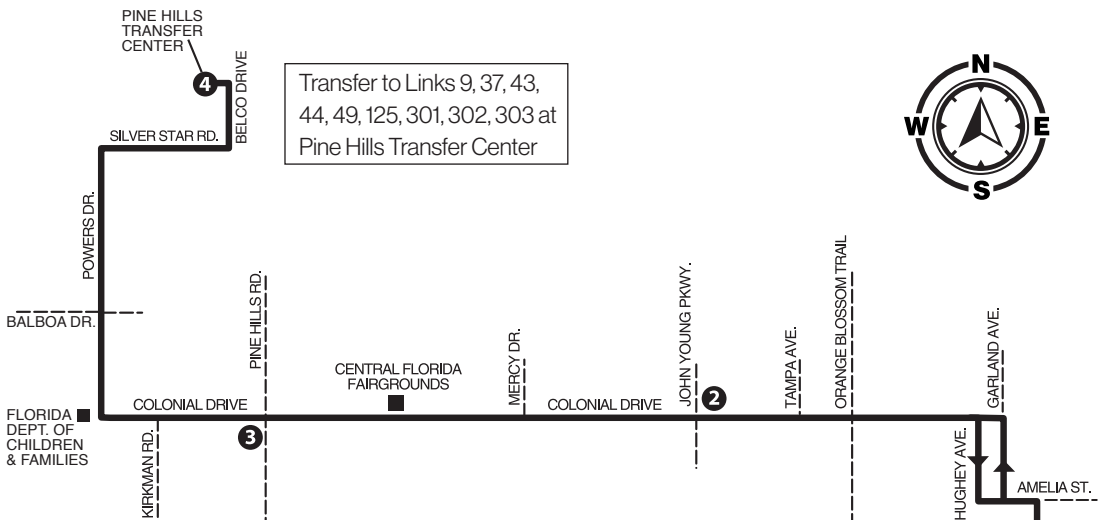 PINE HILLS
TRANSFER
CENTER
4
BELCO DRIVE
Transfer to Links 9, 37, 43,
44, 49, 125, 301, 302, 303 at
Pine Hills Transfer Center
N
W
E
S
SILVER STAR RD.
POWERS DR.
BALBOA DR.
PINE HILLS RD.
CENTRAL FLORIDA
FAIRGROUNDS
MERCY DR.
JOHN YOUNG PKWY.
2
TAMPA AVE.
ORANGE BLOSSOM TRAIL
GARLAND AVE.
FLORIDA
DEPT. OF
CHILDREN
& FAMILIES
COLONIAL DRIVE
COLONIAL DRIVE
KIRKMAN RD.
3
HUGHEY AVE.
AMELIA ST.